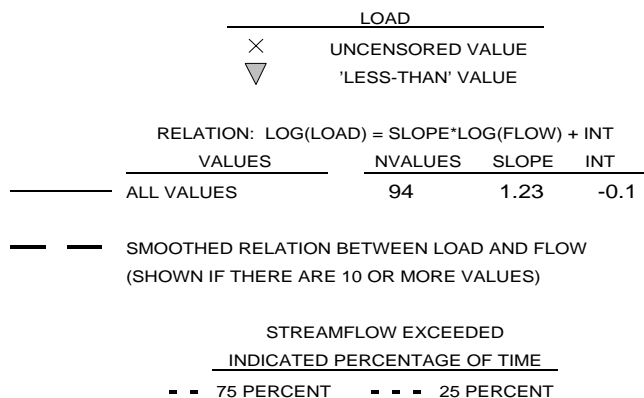 LOAD
UNCENSORED VALUE
'LESS-THAN' VALUE
RELATION: LOG(LOAD) = SLOPE*LOG(FLOW) + INT
VALUES NVALUES SLOPE INT
ALL VALUES 94 1.23 -0.1
SMOOTHED RELATION BETWEEN LOAD AND FLOW
(SHOWN IF THERE ARE 10 OR MORE VALUES)
STREAMFLOW EXCEEDED
INDICATED PERCENTAGE OF TIME
75 PERCENT 25 PERCENT